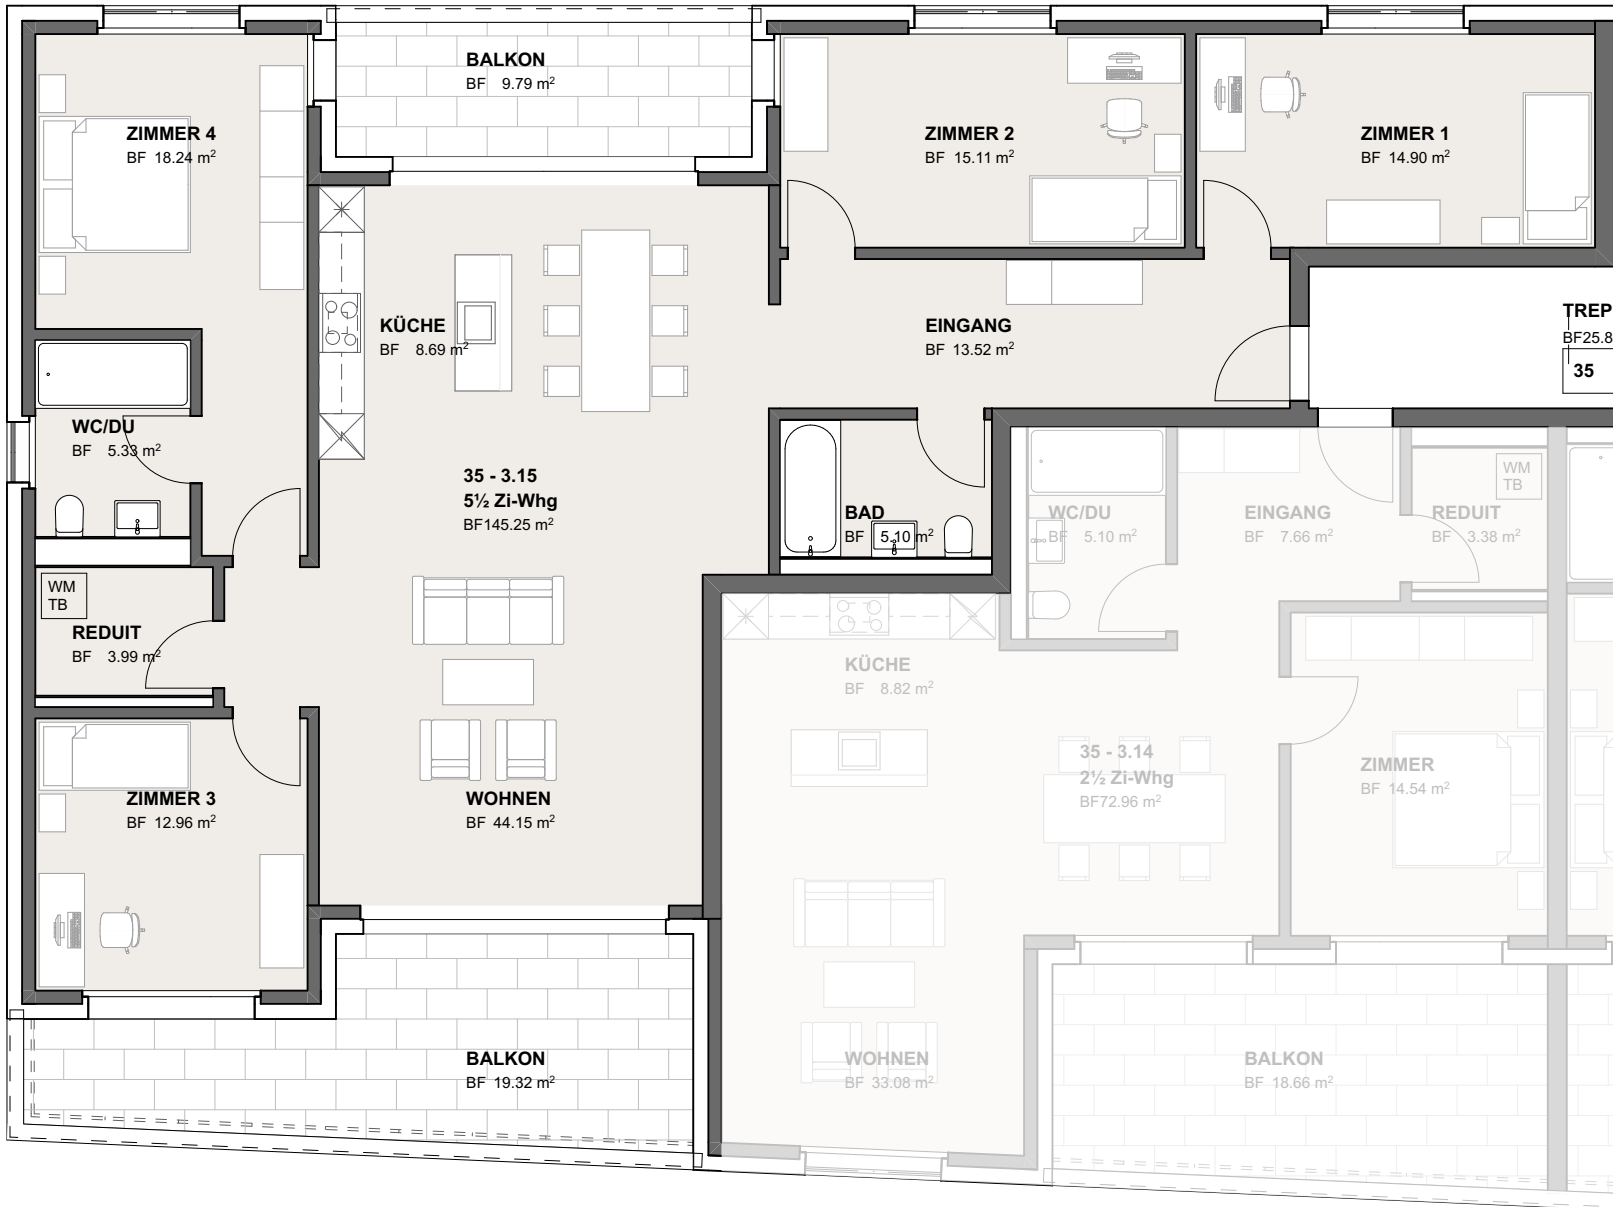 BALKON
BF 9.79 m²
ZIMMER 4
BF 18.24 m²
ZIMMER 2
BF 15.11 m²
ZIMMER 1
BF 14.90 m²
KÜCHE
BF 8.69 m²
EINGANG
BF 13.52 m²
TREP
BF25.8
35
WC/DU
BF 5.33 m²
35 - 3.15
5½ Zi-Whg
BF145.25 m²
BAD
BF 5.10 m²
WC/DU
BF 5.10 m²
EINGANG
BF 7.66 m²
WM
TB
REDUIT
BF 3.38 m²
WM
TB
REDUIT
BF 3.99 m²
KÜCHE
BF 8.82 m²
35 - 3.14
2½ Zi-Whg
BF72.96 m²
ZIMMER
BF 14.54 m²
ZIMMER 3
BF 12.96 m²
WOHNEN
BF 44.15 m²
BALKON
BF 19.32 m²
WOHNEN
BF 33.08 m²
BALKON
BF 18.66 m²